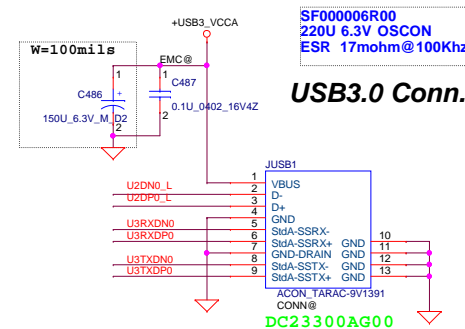 SF000006R00
220U 6.3V OSCON
ESR 17mohm@100Khz
+USB3_VCCA
W=100mils
EMC@
1
1
C486
+
C487
0.1U_0402_16V4Z
150U_6.3V_M_D2
2
2
USB3.0 Conn.
JUSB1
1 VBUS
U2DN0_L 2 D-
U2DP0_L 3 D+
4 GND
U3RXDN0 5 StdA-SSRX-
U3RXDP0 6 StdA-SSRX+ GND 10
7 GND-DRAIN GND 11
U3TXDN0 8 StdA-SSTX- GND 12
U3TXDP0 9 StdA-SSTX+ GND 13
ACON_TARAC-9V1391
CONN@
DC23300AG00